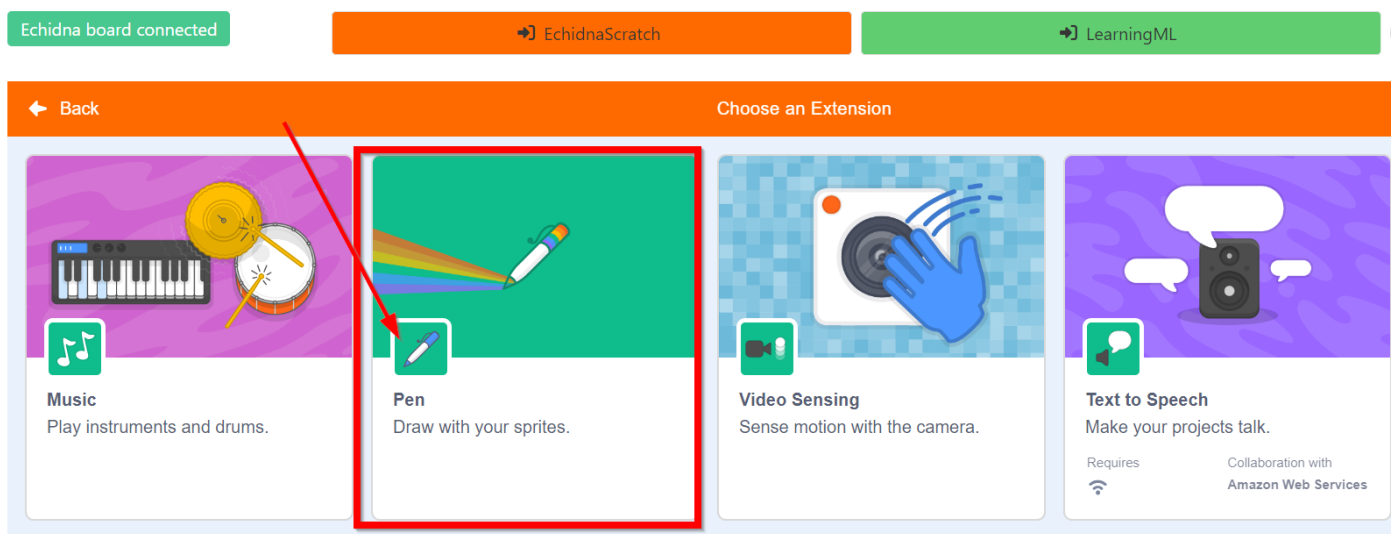 Echidna board connected
EchidnaScratch
LearningML
Back
Choose an Extension
Music
Play instruments and drums.
Pen
Draw with your sprites.
Video Sensing
Sense motion with the camera.
Text to Speech
Make your projects talk.
Requires
Collaboration with
Amazon Web Services